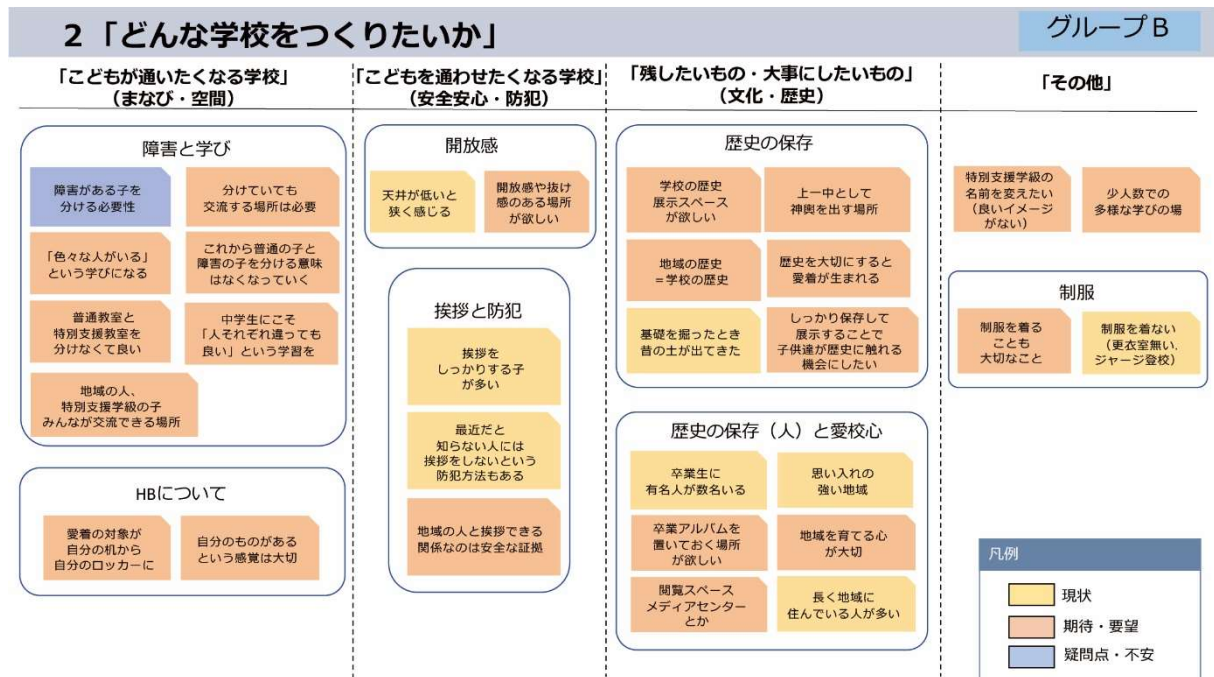 2「どんな学校をつくりたいか」
グループB
「こどもが通いたくなる学校」
（まなび・空間）
障害と学び
障害がある子を
分ける必要性
分けていても
交流する場所は必要
「色々な人がいる」
という学びになる
これから普通の子と
障害の子を分ける意味
はなくなっていく
普通教室と
特別支援教室を
分けなくて良い
中学生にこそ
「人それぞれ違っても
良い」という学習を
地域の人、
特別支援学級の子
みんなが交流できる場所
HBについて
愛着の対象が
自分の机から
自分のロッカーに
自分のものがある
という感覚は大切
「こどもを通わせたくなる学校」
（安全安心・防犯）
開放感
天井が低いと
狭く感じる
開放感や抜け
感のある場所
が欲しい
挨拶と防犯
挨拶を
しっかりする子
が多い
最近だと
知らない人には
挨拶をしないという
防犯方法もある
地域の人と挨拶できる
関係なのは安全な証拠
「残したいもの・大事にしたいもの」
（文化・歴史）
歴史の保存
学校の歴史
展示スペース
が欲しい
上一中として
神輿を出す場所
地域の歴史
＝学校の歴史
歴史を大切にすると
愛着が生まれる
基礎を掘ったとき
昔の土が出てきた
しっかり保存して
展示することで
子供達が歴史に触れる
機会にしたい
歴史の保存（人）と愛校心
卒業生に
有名人が数名いる
思い入れの
強い地域
卒業アルバムを
置いておく場所
が欲しい
地域を育てる心
が大切
閲覧スペース
メディアセンター
とか
長く地域に
住んでいる人が多い
「その他」
特別支援学級の
名前を変えたい
（良いイメージ
がない）
少人数での
多様な学びの場
制服
制服を着る
ことも
大切なこと
制服を着ない
（更衣室無い、
ジャージ登校）
凡例
現状
期待・要望
疑問点・不安